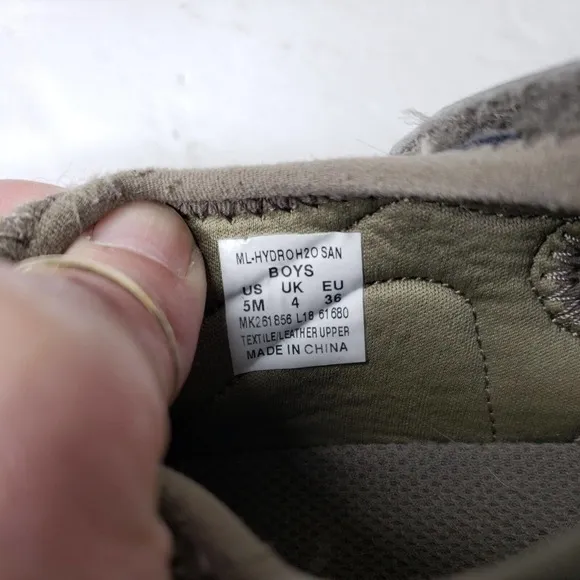 ML-HYDROH2O SAN
BOYS
US UK EU
5M 4 36
MK261856 L18 61680
TEXTILE/LEATHER UPPER
MADE IN CHINA